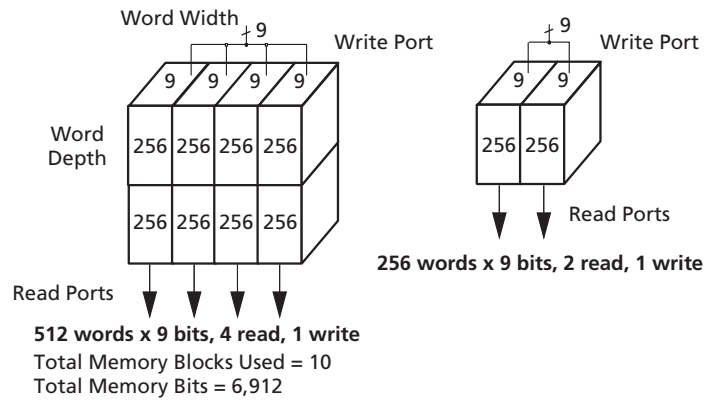 Word Width
9
Write Port
9 9 9 9
Word
Depth
256 256 256 256
256 256 256 256
Read Ports
512 words x 9 bits, 4 read, 1 write
Total Memory Blocks Used = 10
Total Memory Bits = 6,912
9
Write Port
9 9
256 256
Read Ports
256 words x 9 bits, 2 read, 1 write